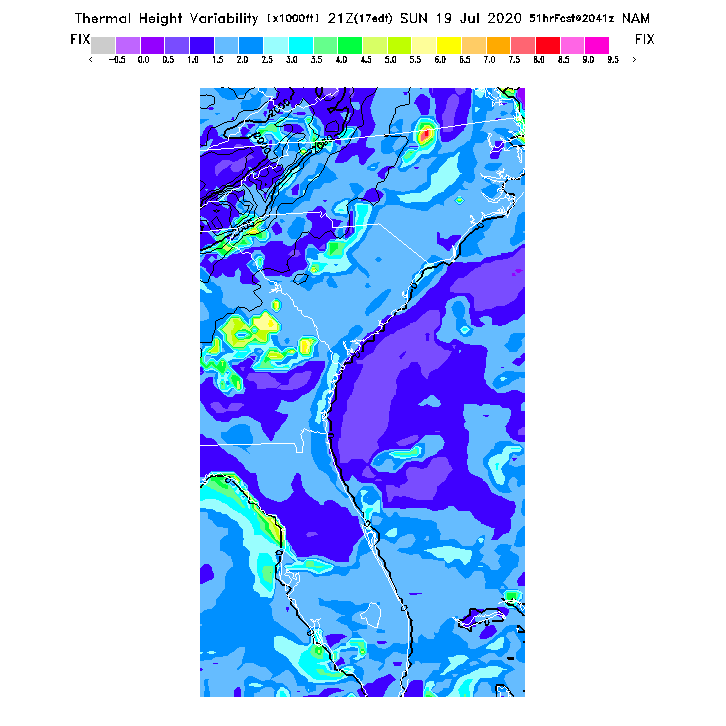 Thermal Height Variability [x1000ft] 21Z(17edt) SUN 19 Jul 2020 51hrFcst@2041z NAM
FIX FIX
< -0.5 0.0 0.5 1.0 1.5 2.0 2.5 3.0 3.5 4.0 4.5 5.0 5.5 6.0 6.5 7.0 7.5 8.0 8.5 9.0 9.5 >